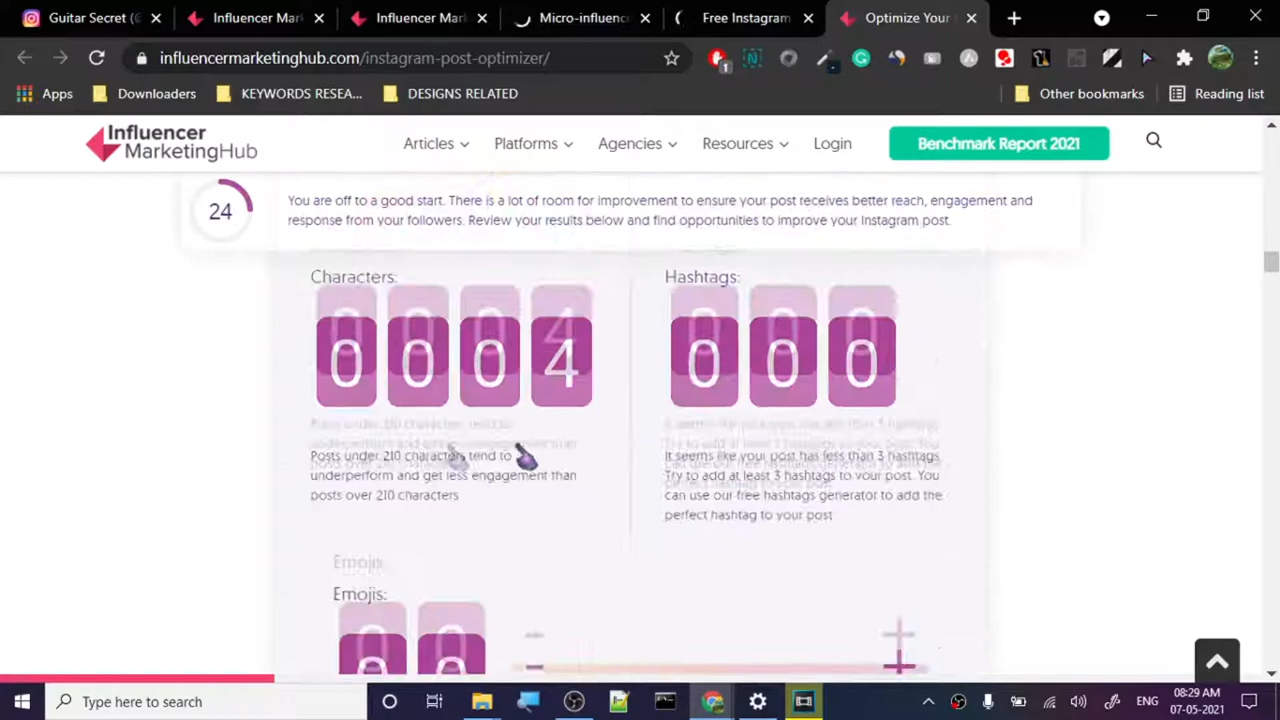 Guitar Secret (
Influencer Mar
Influencer Mar
Micro-influence
Free Instagram
Optimize Your
influencermarketinghub.com/instagram-post-optimizer/
1
Apps
Downloaders
KEYWORDS RESEA...
DESIGNS RELATED
Other bookmarks
Reading list
Influencer
MarketingHub
Articles
Platforms
Agencies
Resources
Login
Benchmark Report 2021
24
You are off to a good start. There is a lot of room for improvement to ensure your post receives better reach, engagement and
response from your followers. Review your results below and find opportunities to improve your Instagram post.
Characters:
0 0 0 4
Posts under 210 characters tend to
underperform and get less engagement than
posts over 210 characters
Hashtags:
0 0 0
It seems like your post has less than 3 hashtags.
Try to add at least 3 hashtags to your post. You
can use our free hashtags generator to add the
perfect hashtag to your post
Emojis:
Type here to search
ENG
08:29 AM
07-05-2021